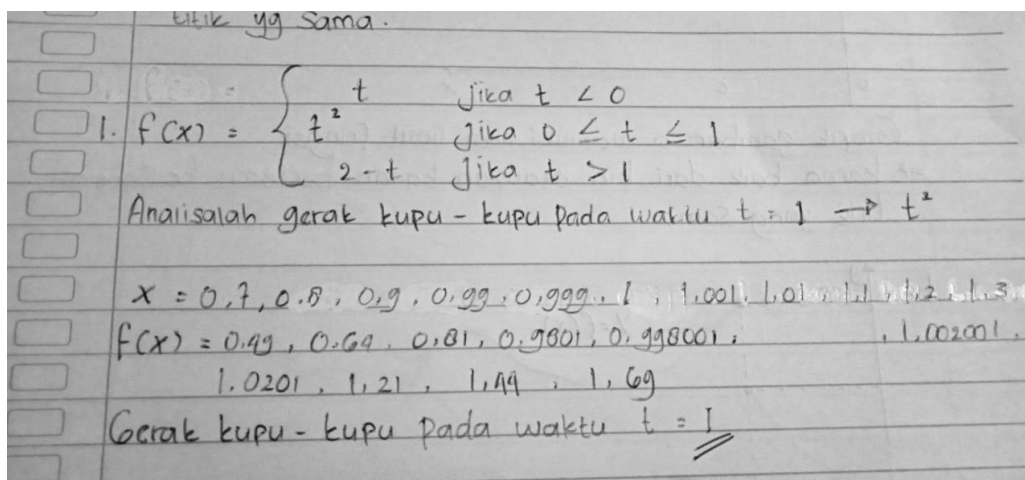 titik yg sama.
1. f(x) = { t jika t < 0
t² Jika 0 ≤ t ≤ 1
2-t Jika t > 1
Analisalah gerak kupu-kupu pada waktu t = 1 → t²
x = 0,7, 0.8, 0,9, 0,99, 0,999, 1, 1,001, 1,01, 1,1, 1,2, 1,3
f(x) = 0.49, 0.64, 0,81, 0,9801, 0,998001, , 1,002001,
1.0201, 1,21, 1,44, 1,69
Gerak kupu-kupu pada waktu t = 1